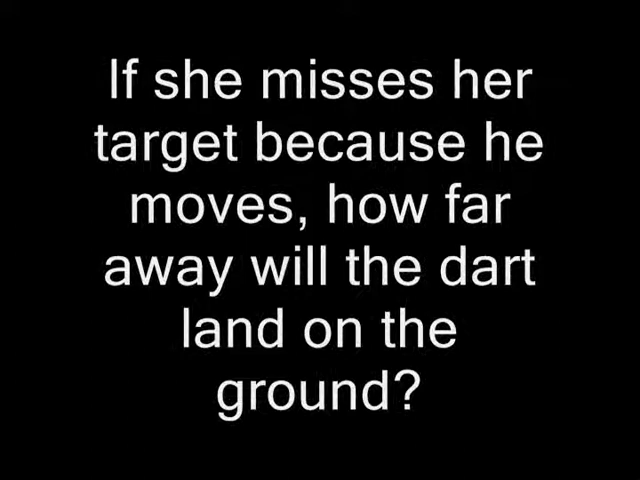 If she misses her
target because he
moves, how far
away will the dart
land on the
ground?